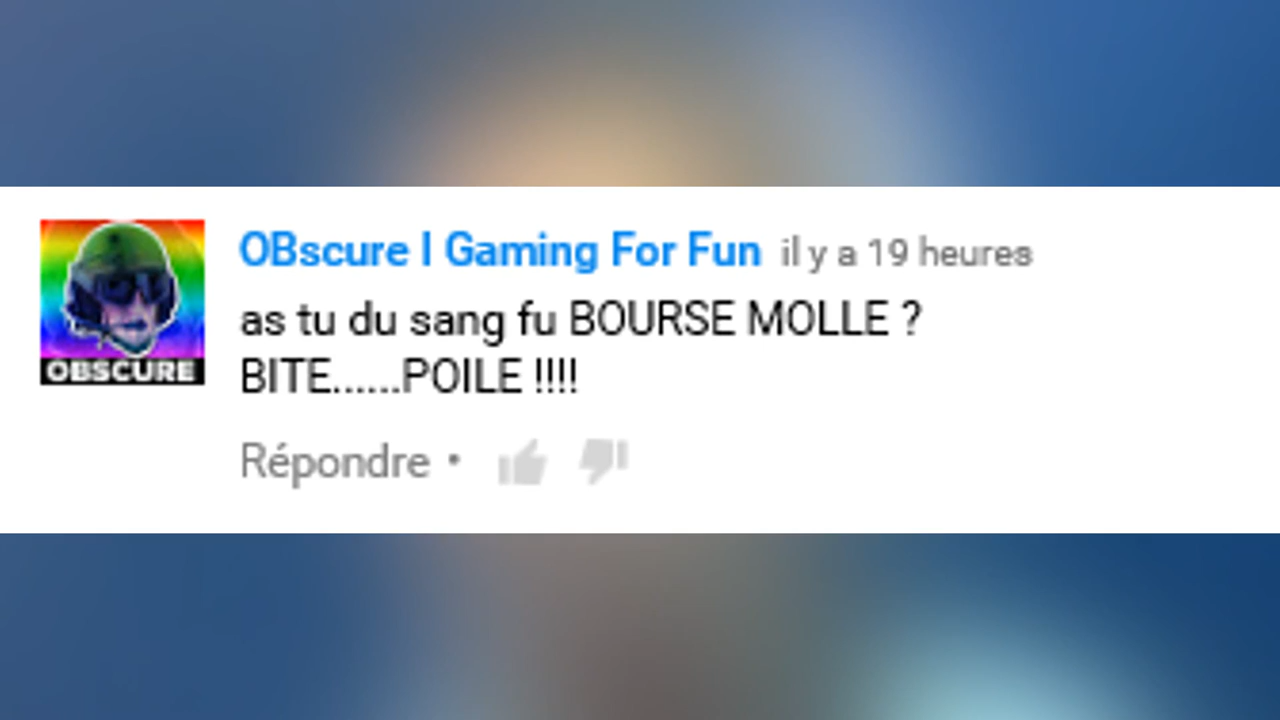 OBscure I Gaming For Fun il y a 19 heures
as tu du sang fu BOURSE MOLLE ?
BITE......POILE !!!!
OBSCURE
Répondre •